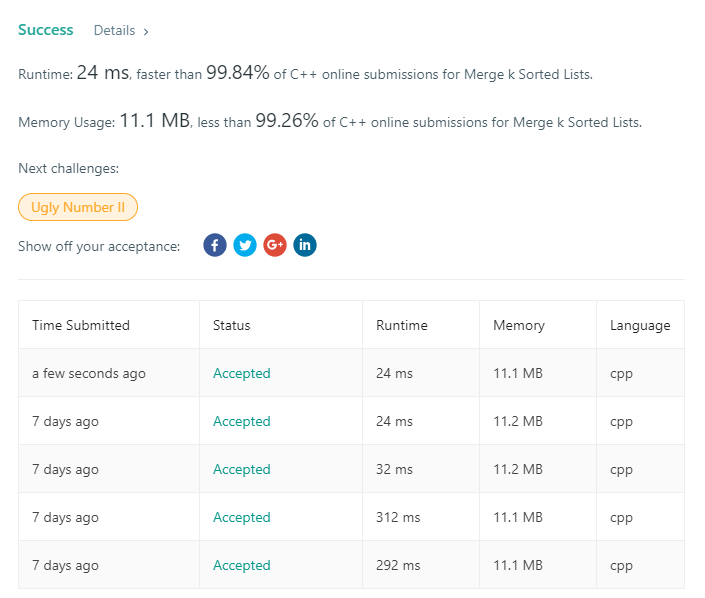 Success Details ›
Runtime: 24 ms, faster than 99.84% of C++ online submissions for Merge k Sorted Lists.
Memory Usage: 11.1 MB, less than 99.26% of C++ online submissions for Merge k Sorted Lists.
Next challenges:
Ugly Number II
Show off your acceptance: f G+ in
Time Submitted Status Runtime Memory Language
a few seconds ago Accepted 24 ms 11.1 MB cpp
7 days ago Accepted 24 ms 11.2 MB cpp
7 days ago Accepted 32 ms 11.2 MB cpp
7 days ago Accepted 312 ms 11.1 MB cpp
7 days ago Accepted 292 ms 11.1 MB cpp